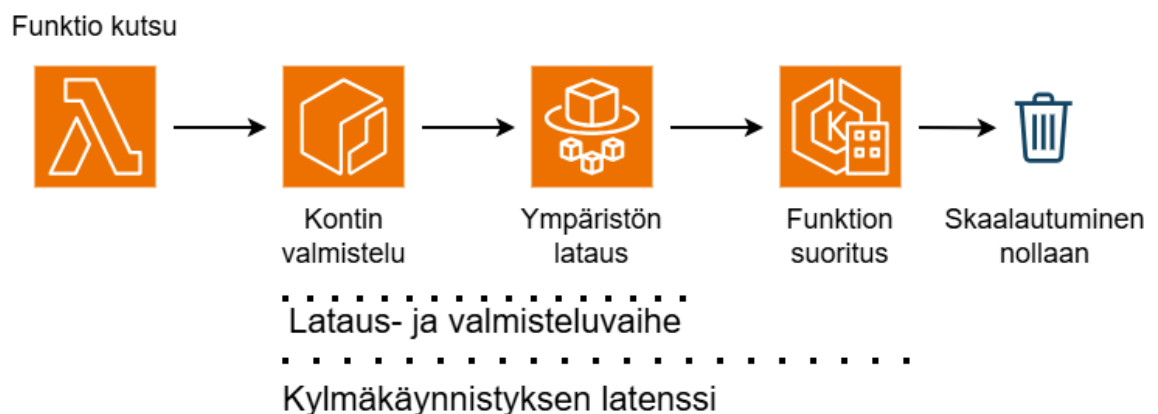 Funktio kutsu
K
Kontin
valmistelu
Ympäristön
lataus
Funktion
suoritus
Skaalautuminen
nollaan
Lataus- ja valmisteluvaihe
Kylmäkäynnistyksen latenssi